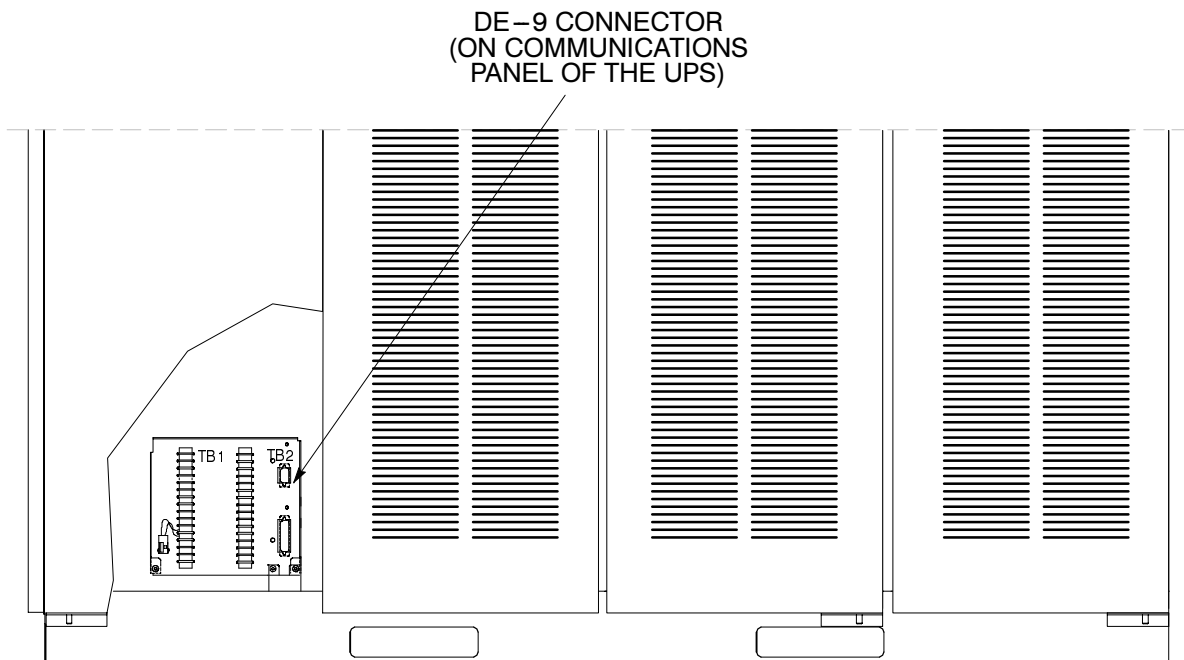 DE–9 CONNECTOR
(ON COMMUNICATIONS
PANEL OF THE UPS)
TB1 TB2